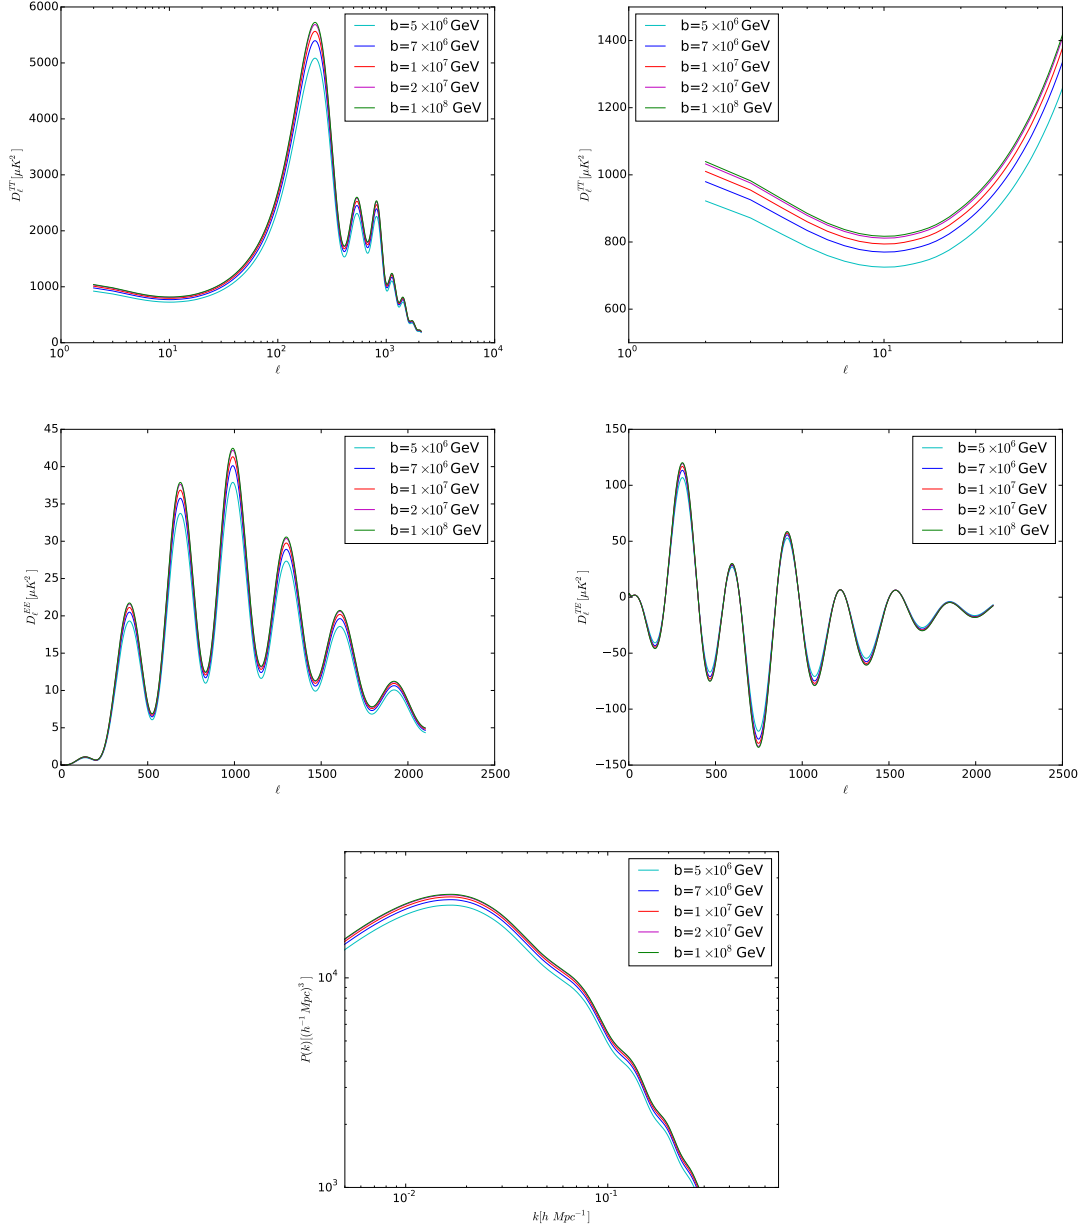 6000
5000
4000
3000
2000
1000
0
D_ℓ^{TT} [μK²]
b=5×10⁶ GeV
b=7×10⁶ GeV
b=1×10⁷ GeV
b=2×10⁷ GeV
b=1×10⁸ GeV
10⁰ 10¹ 10² 10³ 10⁴
ℓ
1400
1200
1000
800
600
D_ℓ^{TT} [μK²]
b=5×10⁶ GeV
b=7×10⁶ GeV
b=1×10⁷ GeV
b=2×10⁷ GeV
b=1×10⁸ GeV
10⁰ 10¹
ℓ
45
40
35
30
25
20
15
10
5
0
D_ℓ^{EE} [μK²]
b=5×10⁶ GeV
b=7×10⁶ GeV
b=1×10⁷ GeV
b=2×10⁷ GeV
b=1×10⁸ GeV
0 500 1000 1500 2000 2500
ℓ
150
100
50
0
−50
−100
−150
D_ℓ^{TE} [μK²]
b=5×10⁶ GeV
b=7×10⁶ GeV
b=1×10⁷ GeV
b=2×10⁷ GeV
b=1×10⁸ GeV
0 500 1000 1500 2000 2500
ℓ
10⁴
10³
P(k)[(h⁻¹ Mpc)³]
b=5×10⁶ GeV
b=7×10⁶ GeV
b=1×10⁷ GeV
b=2×10⁷ GeV
b=1×10⁸ GeV
10⁻² 10⁻¹
k[h Mpc⁻¹]